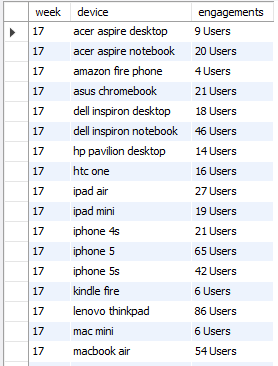 week device engagements
17 acer aspire desktop 9 Users
17 acer aspire notebook 20 Users
17 amazon fire phone 4 Users
17 asus chromebook 21 Users
17 dell inspiron desktop 18 Users
17 dell inspiron notebook 46 Users
17 hp pavilion desktop 14 Users
17 htc one 16 Users
17 ipad air 27 Users
17 ipad mini 19 Users
17 iphone 4s 21 Users
17 iphone 5 65 Users
17 iphone 5s 42 Users
17 kindle fire 6 Users
17 lenovo thinkpad 86 Users
17 mac mini 6 Users
17 macbook air 54 Users